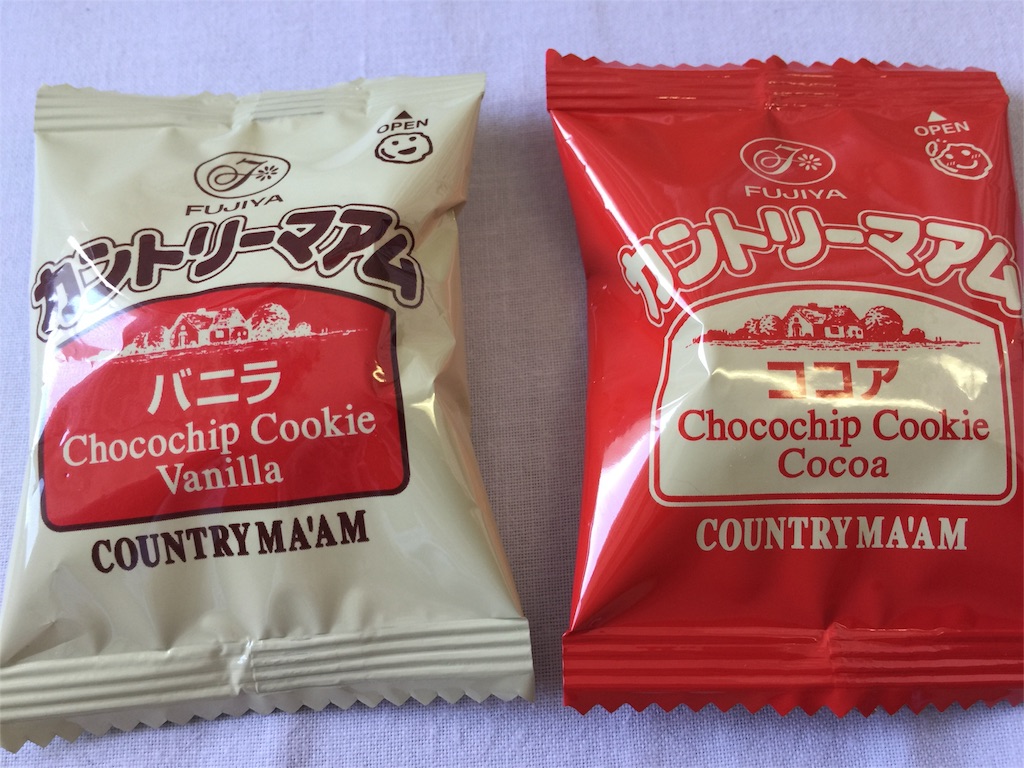 OPEN
F
FUJIYA
カントリーマアム
バニラ
Chocochip Cookie
Vanilla
COUNTRY MA'AM
OPEN
F
FUJIYA
カントリーマアム
ココア
Chocochip Cookie
Cocoa
COUNTRY MA'AM